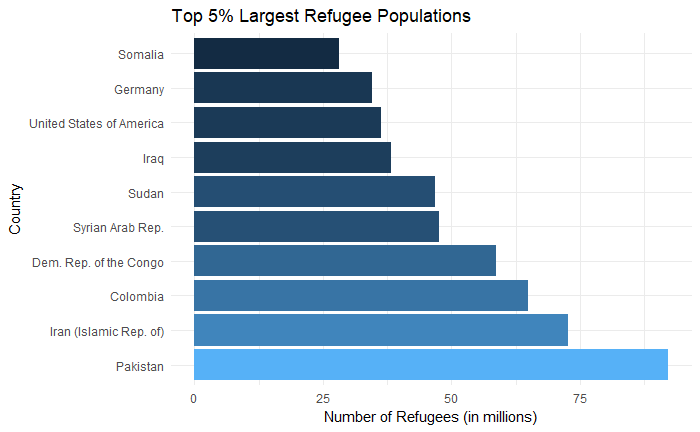 Top 5% Largest Refugee Populations
Somalia
Germany
United States of America
Iraq
Sudan
Syrian Arab Rep.
Dem. Rep. of the Congo
Colombia
Iran (Islamic Rep. of)
Pakistan
Country
0 25 50 75
Number of Refugees (in millions)